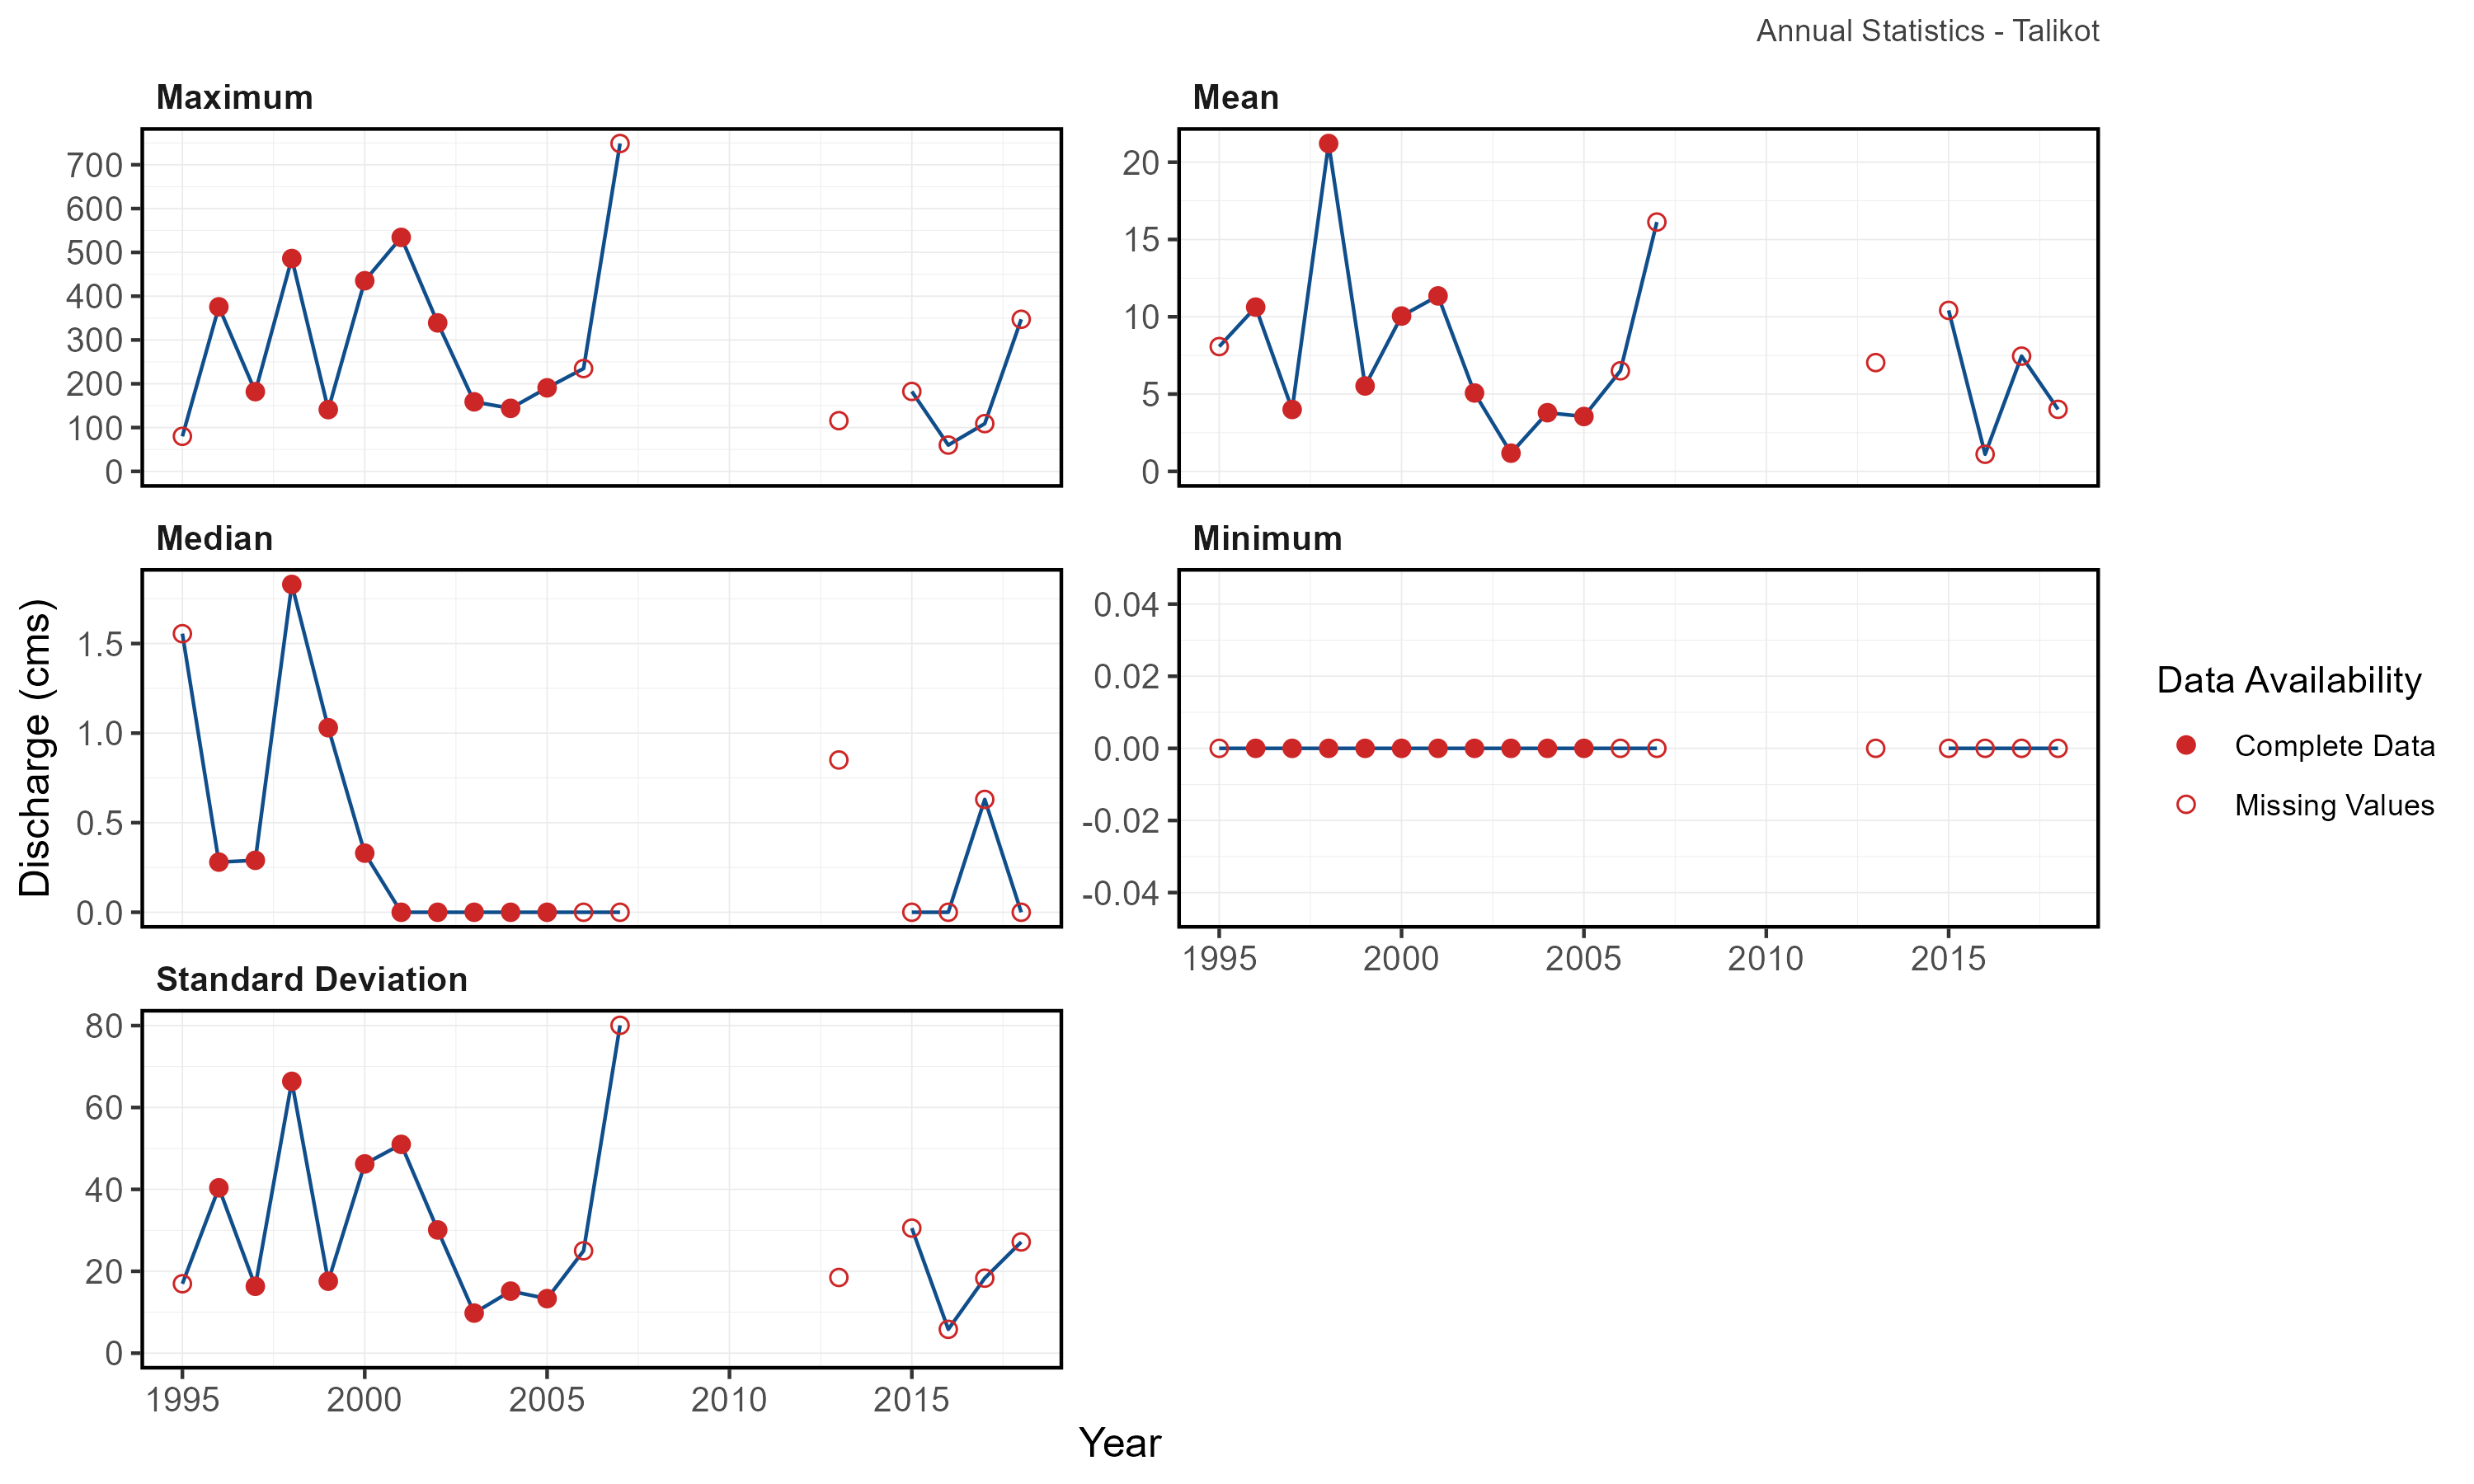 Annual Statistics - Talikot
Maximum
700
600
500
400
300
200
100
0
Mean
20
15
10
5
0
Median
1.5
1.0
0.5
0.0
Minimum
0.04
0.02
0.00
-0.02
-0.04
1995 2000 2005 2010 2015
Standard Deviation
80
60
40
20
0
1995 2000 2005 2010 2015
Discharge (cms)
Year
Data Availability
Complete Data
Missing Values